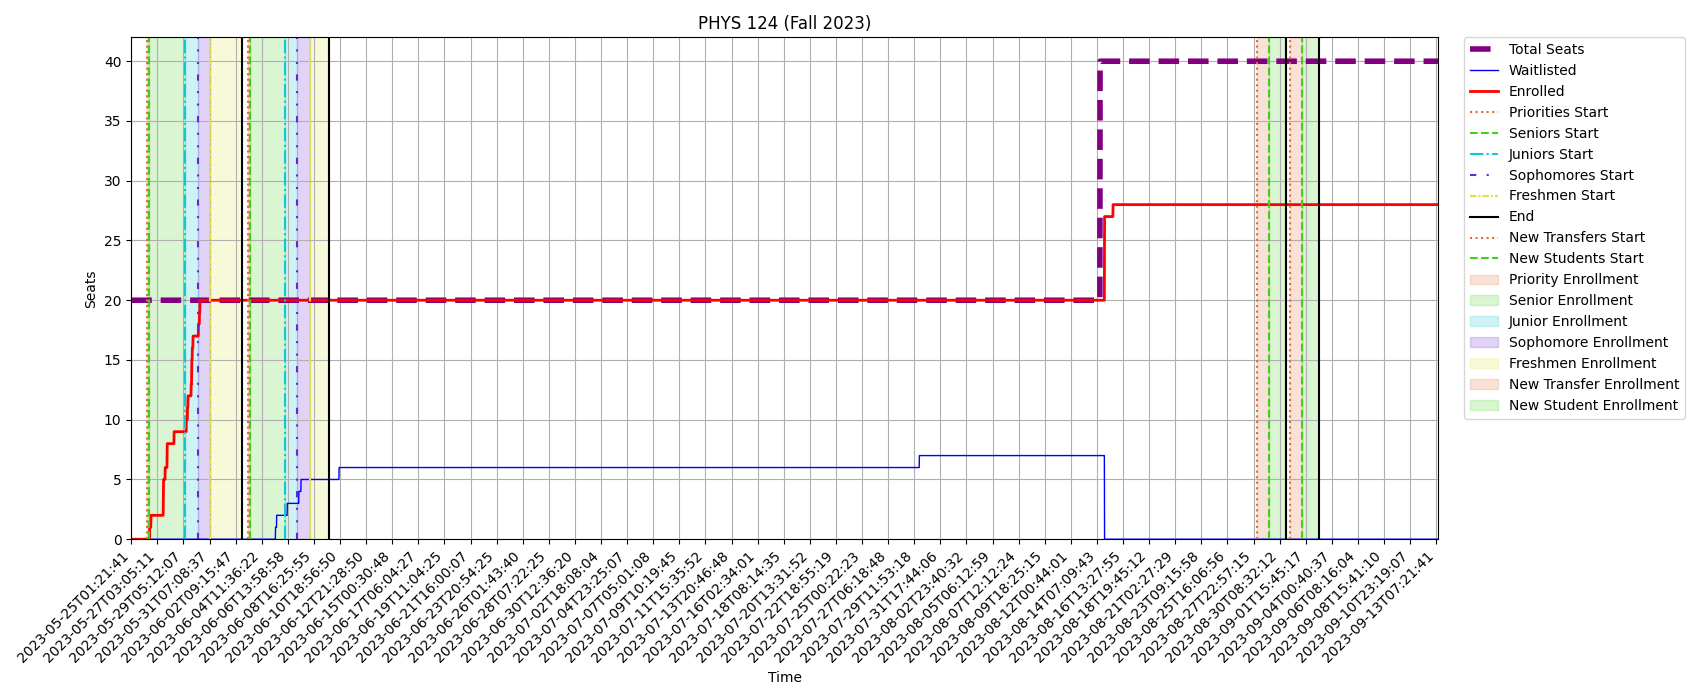 PHYS 124 (Fall 2023)
Seats
40
35
30
25
20
15
10
5
0
2023-05-25T01:21:41
2023-05-27T03:05:11
2023-05-29T05:12:07
2023-05-31T07:08:37
2023-06-02T09:15:47
2023-06-04T11:36:22
2023-06-06T13:58:58
2023-06-08T16:25:55
2023-06-10T18:56:50
2023-06-12T21:28:50
2023-06-15T00:30:48
2023-06-17T06:04:27
2023-06-19T11:04:25
2023-06-21T16:00:07
2023-06-23T20:54:25
2023-06-26T01:43:40
2023-06-28T07:22:25
2023-06-30T12:36:20
2023-07-02T18:08:04
2023-07-04T23:25:07
2023-07-07T05:01:08
2023-07-09T10:19:45
2023-07-11T15:35:52
2023-07-13T20:46:48
2023-07-16T02:34:01
2023-07-18T08:14:35
2023-07-20T13:31:52
2023-07-22T18:55:19
2023-07-25T00:22:23
2023-07-27T06:18:48
2023-07-29T11:53:18
2023-07-31T17:44:06
2023-08-02T23:40:32
2023-08-05T06:12:59
2023-08-07T12:12:24
2023-08-09T18:25:15
2023-08-12T00:44:01
2023-08-14T07:09:43
2023-08-16T13:27:55
2023-08-18T19:45:12
2023-08-21T02:27:29
2023-08-23T09:15:58
2023-08-25T16:06:56
2023-08-27T22:57:15
2023-08-30T08:32:12
2023-09-01T15:45:17
2023-09-04T00:40:37
2023-09-06T08:16:04
2023-09-08T15:41:10
2023-09-10T23:19:07
2023-09-13T07:21:41
Time
Total Seats
Waitlisted
Enrolled
Priorities Start
Seniors Start
Juniors Start
Sophomores Start
Freshmen Start
End
New Transfers Start
New Students Start
Priority Enrollment
Senior Enrollment
Junior Enrollment
Sophomore Enrollment
Freshmen Enrollment
New Transfer Enrollment
New Student Enrollment